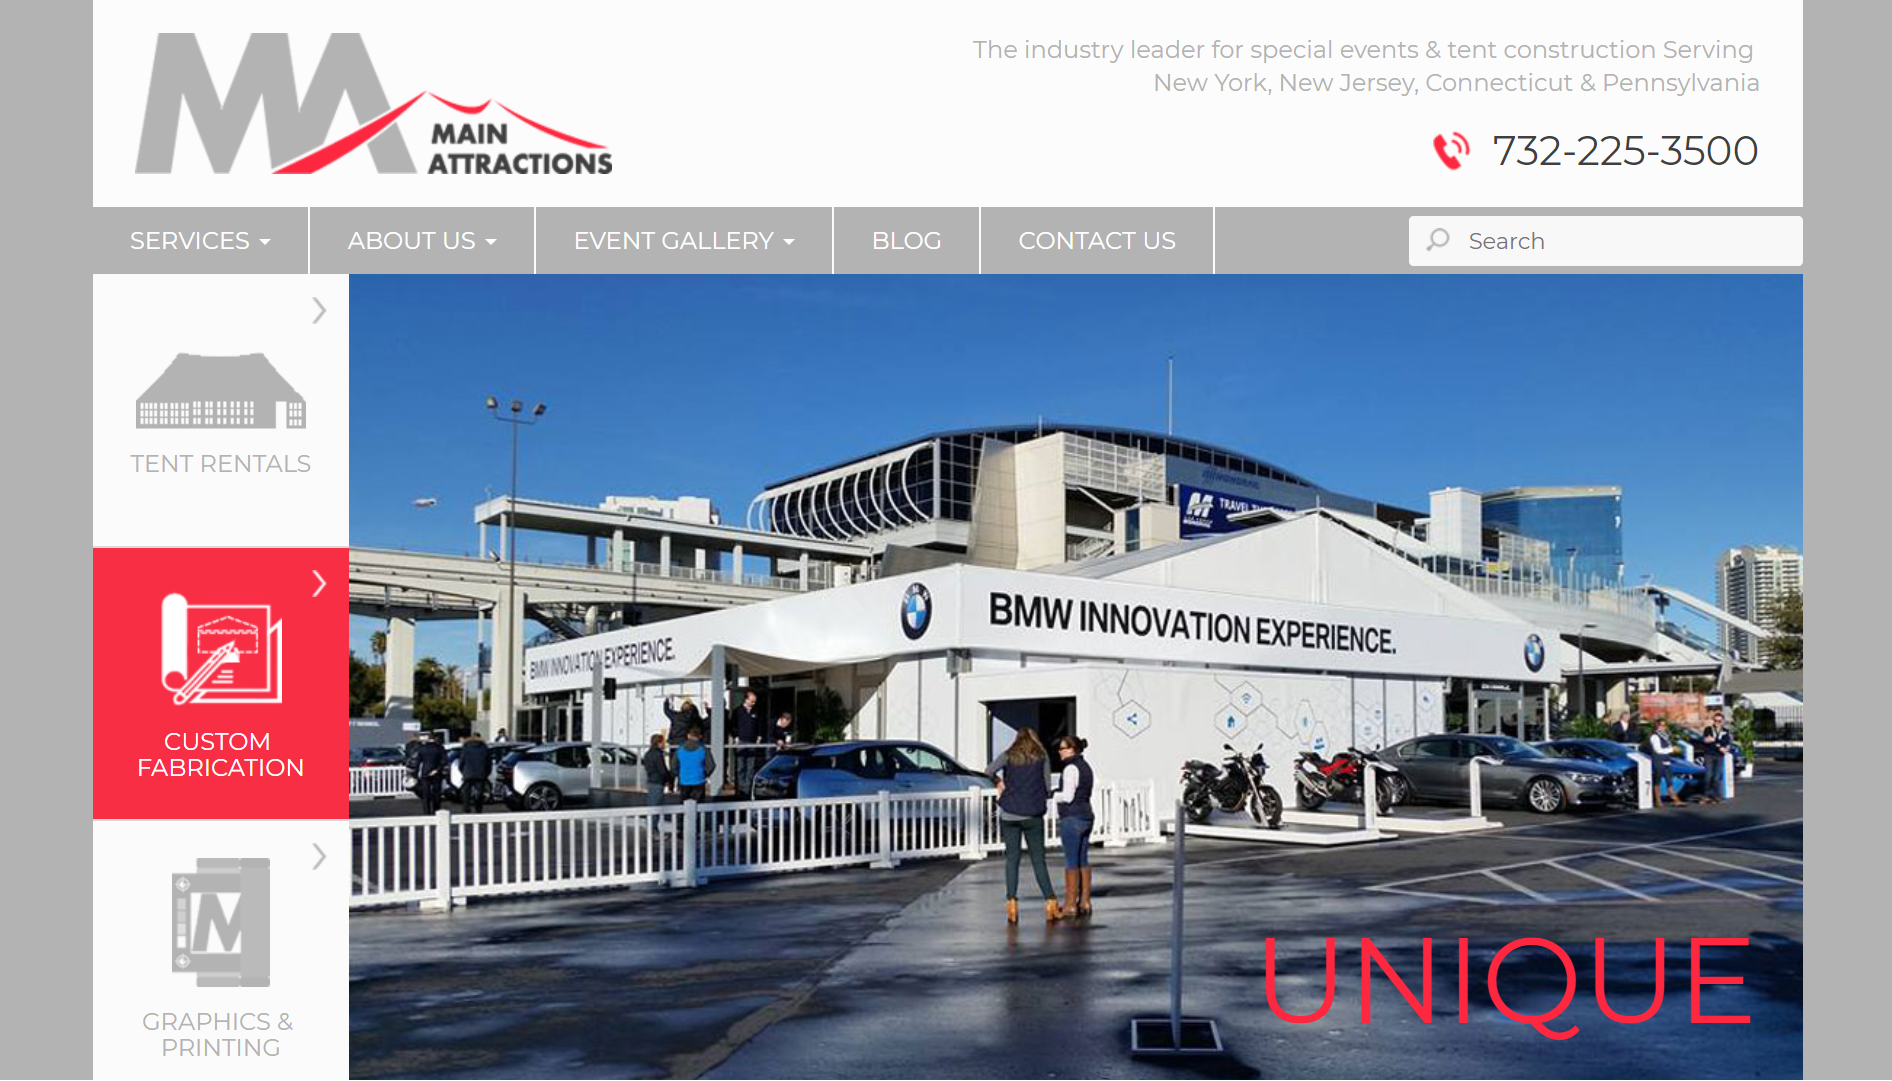 MA
MAIN
ATTRACTIONS
The industry leader for special events & tent construction Serving
New York, New Jersey, Connecticut & Pennsylvania
732-225-3500
SERVICES
ABOUT US
EVENT GALLERY
BLOG
CONTACT US
Search
TENT RENTALS
CUSTOM
FABRICATION
M
GRAPHICS &
PRINTING
TRAVEL
BMW INNOVATION EXPERIENCE.
BMW INNOVATION EXPERIENCE.
UNIQUE